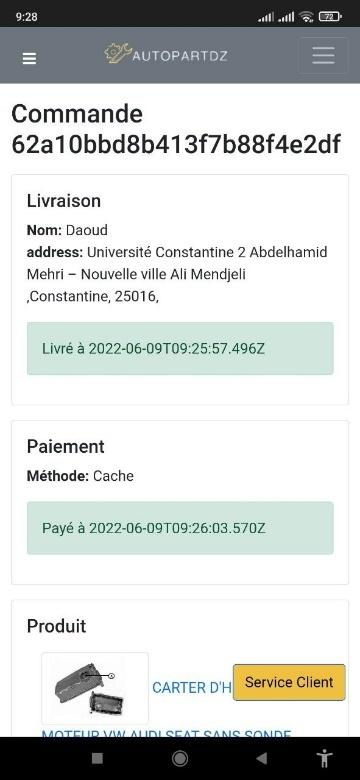 9:28
72
AUTOPARTDZ
Commande
62a10bbd8b413f7b88f4e2df
Livraison
Nom: Daoud
address: Université Constantine 2 Abdelhamid
Mehri – Nouvelle ville Ali Mendjeli
,Constantine, 25016,
Livré à 2022-06-09T09:25:57.496Z
Paiement
Méthode: Cache
Payé à 2022-06-09T09:26:03.570Z
Produit
CARTER D'H
Service Client
MOTEUR VW AUDI SEAT SANS SONDE